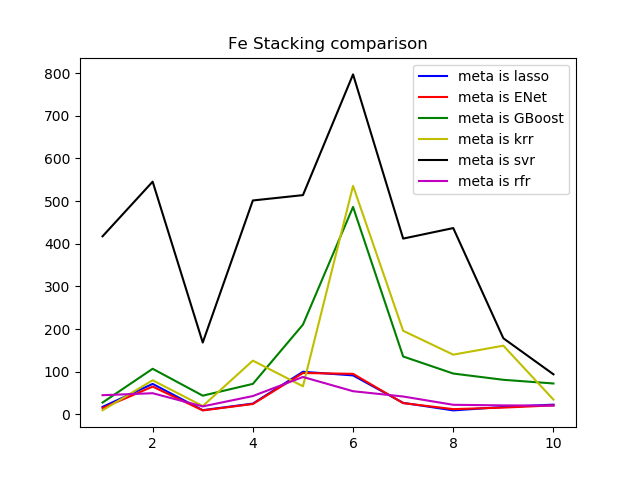 Fe Stacking comparison
800
700
600
500
400
300
200
100
0
2
4
6
8
10
meta is lasso
meta is ENet
meta is GBoost
meta is krr
meta is svr
meta is rfr